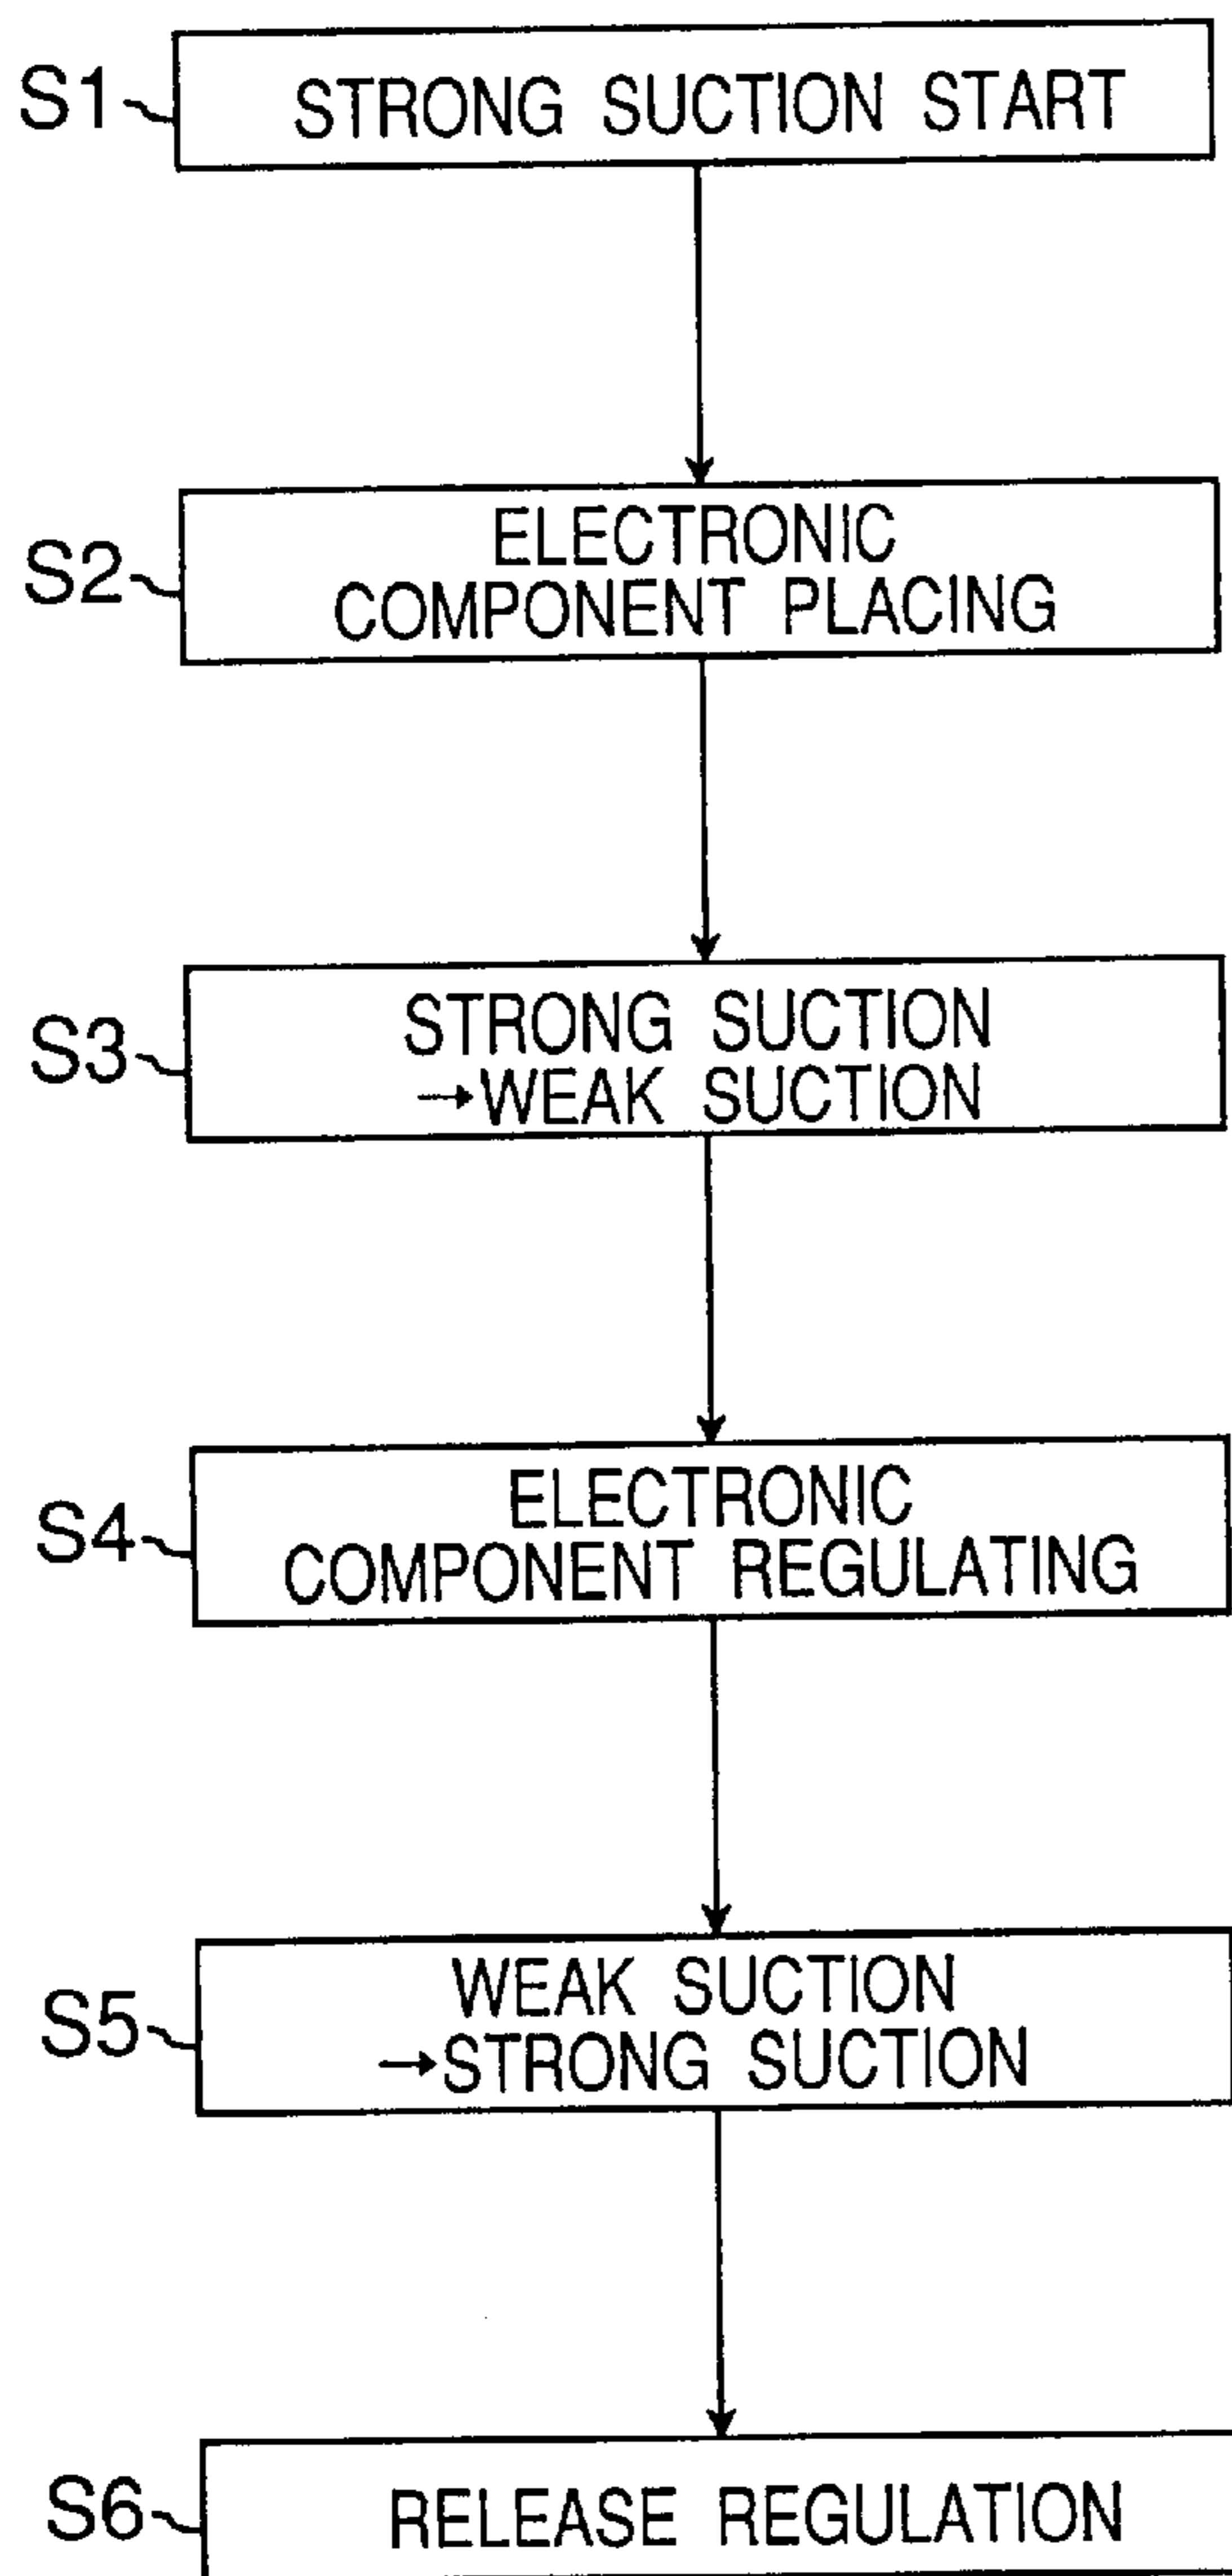 S1 STRONG SUCTION START
S2 ELECTRONIC
COMPONENT PLACING
S3 STRONG SUCTION
→WEAK SUCTION
S4 ELECTRONIC
COMPONENT REGULATING
S5 WEAK SUCTION
→STRONG SUCTION
S6 RELEASE REGULATION